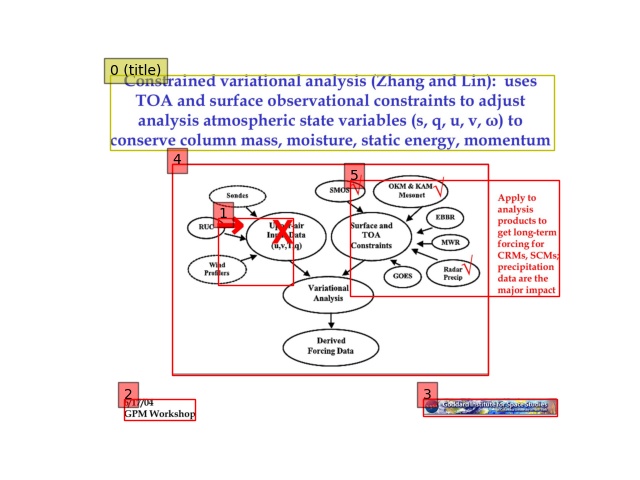 0 (title)
Constrained variational analysis (Zhang and Lin): uses
TOA and surface observational constraints to adjust
analysis atmospheric state variables (s, q, u, v, ω) to
conserve column mass, moisture, static energy, momentum
4
5
SMOS
√
OKM & KAM
Mesonet
√
Sondes
1
RUC
X
Upper-air
Input Data
(u,v,T,q)
Surface and
TOA
Constraints
EBBR
MWR
Wind
Profilers
GOES
Radar
Precip
√
Apply to
analysis
products to
get long-term
forcing for
CRMs, SCMs;
precipitation
data are the
major impact
Variational
Analysis
Derived
Forcing Data
2
/17/04
GPM Workshop
3
Goddard Institute for Space Studies